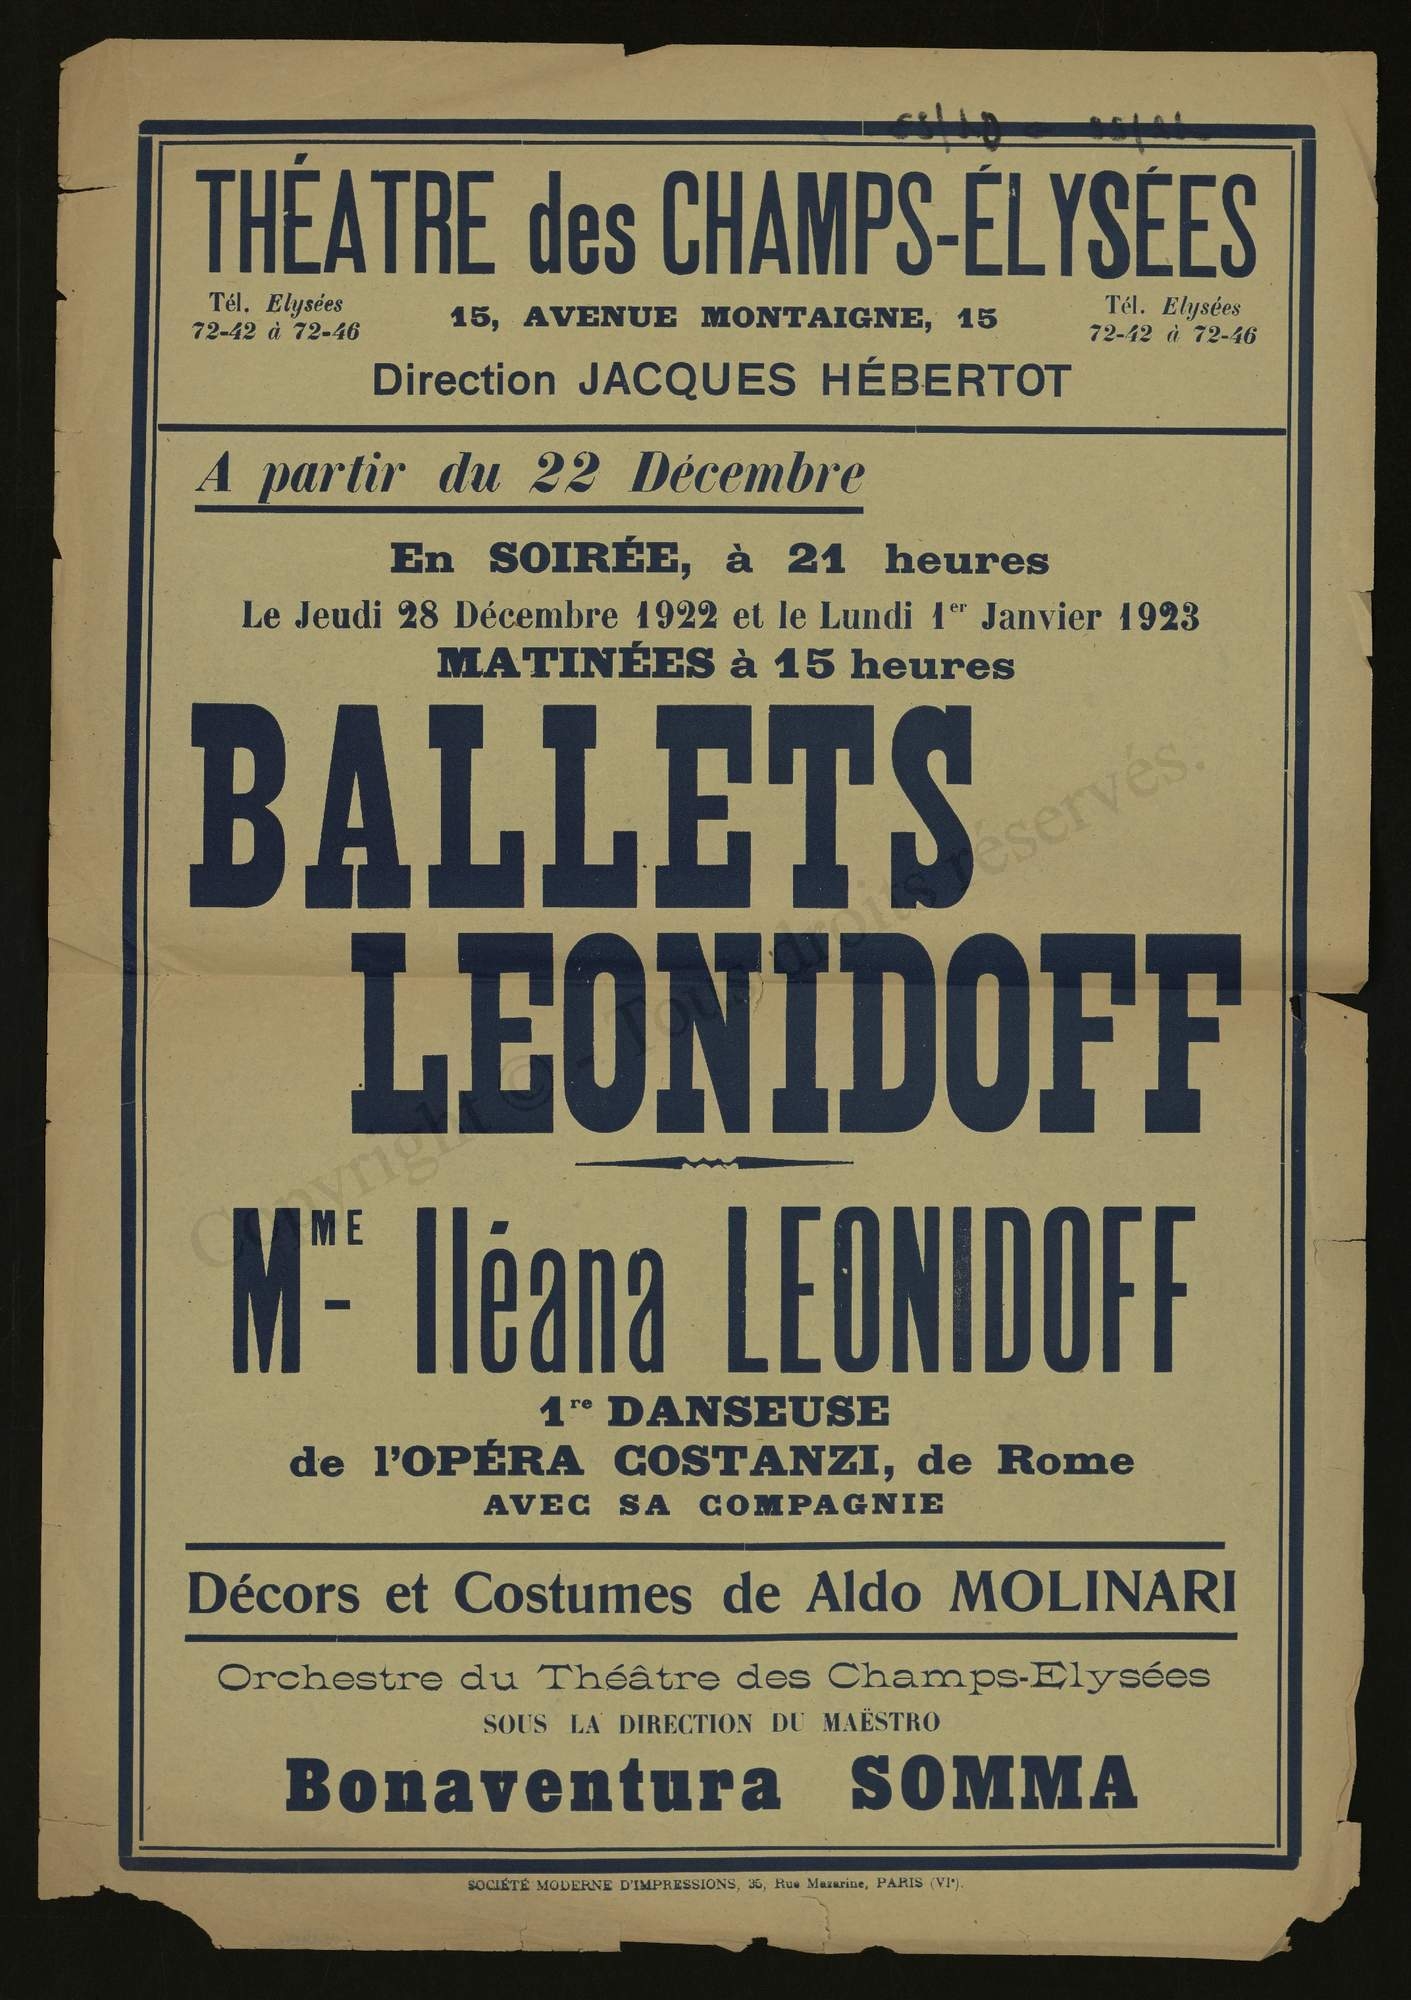 THÉATRE des CHAMPS-ÉLYSÉES
Tél. Elysées
72-42 à 72-46
15, AVENUE MONTAIGNE, 15
Tél. Elysées
72-42 à 72-46
Direction JACQUES HÉBERTOT
A partir du 22 Décembre
En SOIRÉE, à 21 heures
Le Jeudi 28 Décembre 1922 et le Lundi 1er Janvier 1923
MATINÉES à 15 heures
BALLETS
LEONIDOFF
MME Iléana LEONIDOFF
1re DANSEUSE
de l'OPÉRA COSTANZI, de Rome
AVEC SA COMPAGNIE
Décors et Costumes de Aldo MOLINARI
Orchestre du Théâtre des Champs-Elysées
SOUS LA DIRECTION DU MAËSTRO
Bonaventura SOMMA
SOCIÉTÉ MODERNE D'IMPRESSIONS, 35, Rue Mazarine, PARIS (VIe).
Copyright © - Tous droits réservés.